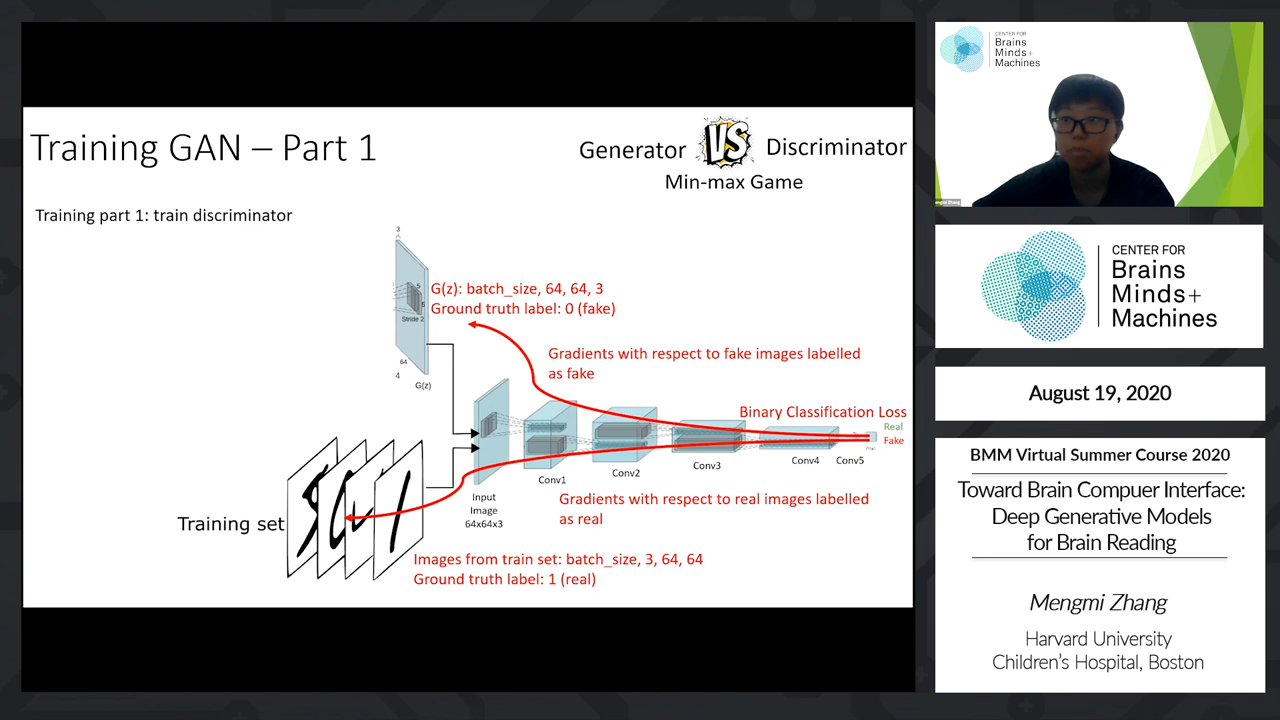 Training GAN – Part 1
Generator
VS
Discriminator
Min-max Game
Training part 1: train discriminator
3
5
5
Stride 2
64
4
G(z)
G(z): batch_size, 64, 64, 3
Ground truth label: 0 (fake)
Gradients with respect to fake images labelled
as fake
Binary Classification Loss
Real
Fake
Conv1
Conv2
Conv3
Conv4
Conv5
Input
Image
64x64x3
Gradients with respect to real images labelled
as real
Training set
Images from train set: batch_size, 3, 64, 64
Ground truth label: 1 (real)
CENTER FOR
Brains
Minds+
Machines
CENTER FOR
Brains
Minds+
Machines
August 19, 2020
BMM Virtual Summer Course 2020
Toward Brain Compuer Interface:
Deep Generative Models
for Brain Reading
Mengmi Zhang
Harvard University
Children's Hospital, Boston